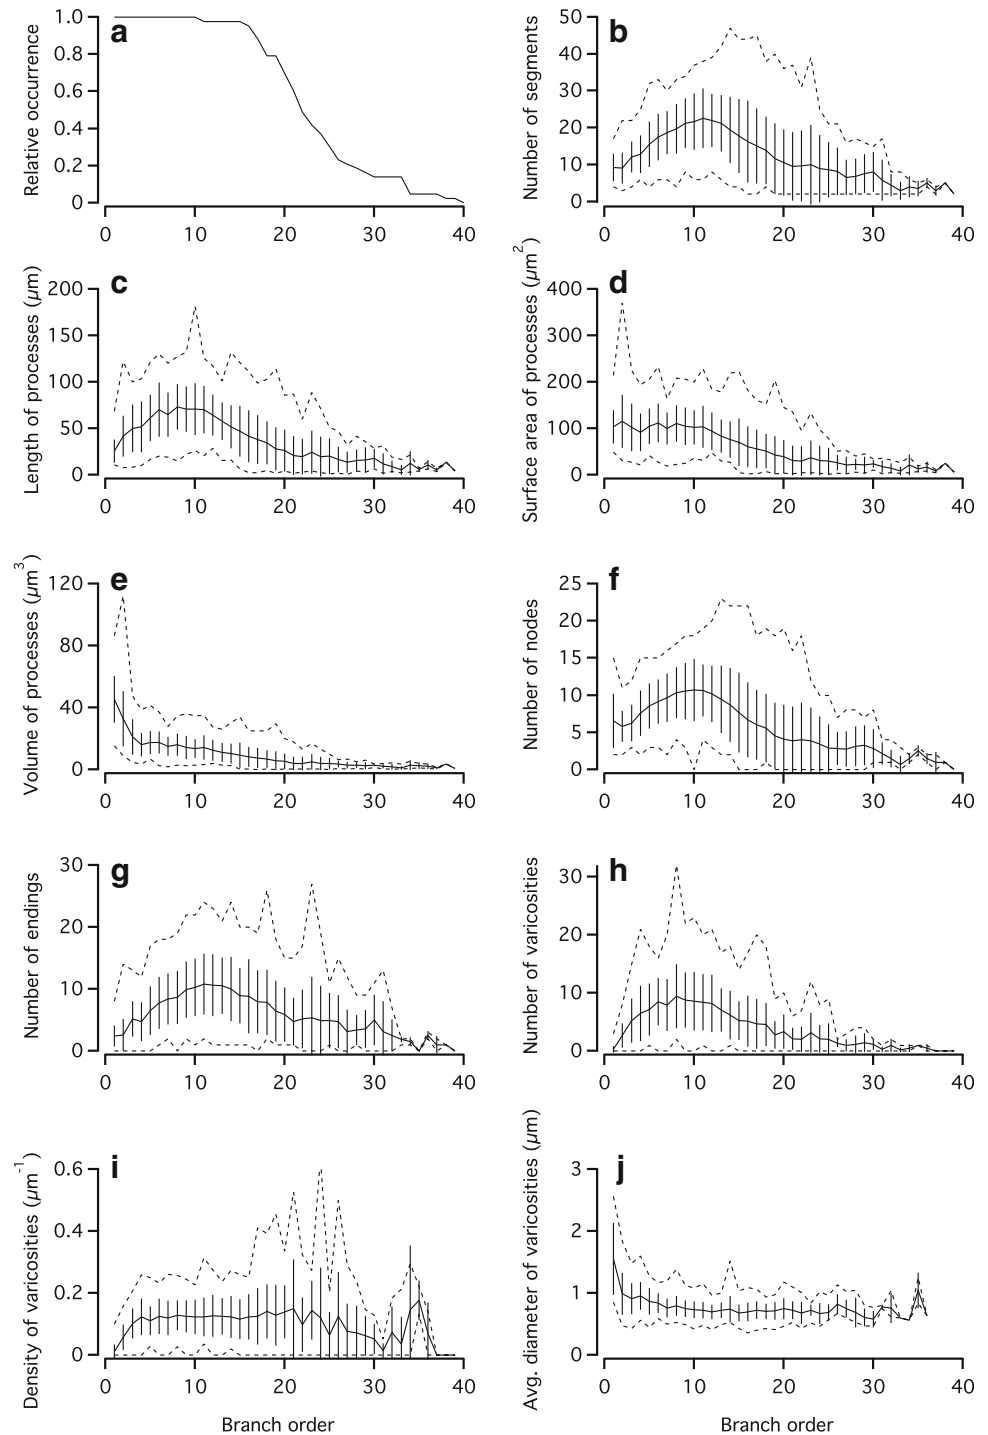 a
Relative occurrence
1.0
0.8
0.6
0.4
0.2
0
0 10 20 30 40
b
Number of segments
50
40
30
20
10
0
0 10 20 30 40
c
Length of processes (µm)
200
150
100
50
0
0 10 20 30 40
d
Surface area of processes (µm²)
400
300
200
100
0
0 10 20 30 40
e
Volume of processes (µm³)
120
80
40
0
0 10 20 30 40
f
Number of nodes
25
20
15
10
5
0
0 10 20 30 40
g
Number of endings
30
20
10
0
0 10 20 30 40
h
Number of varicosities
30
20
10
0
0 10 20 30 40
i
Density of varicosities (µm⁻¹)
0.6
0.4
0.2
0
0 10 20 30 40
Branch order
j
Avg. diameter of varicosities (µm)
3
2
1
0
0 10 20 30 40
Branch order